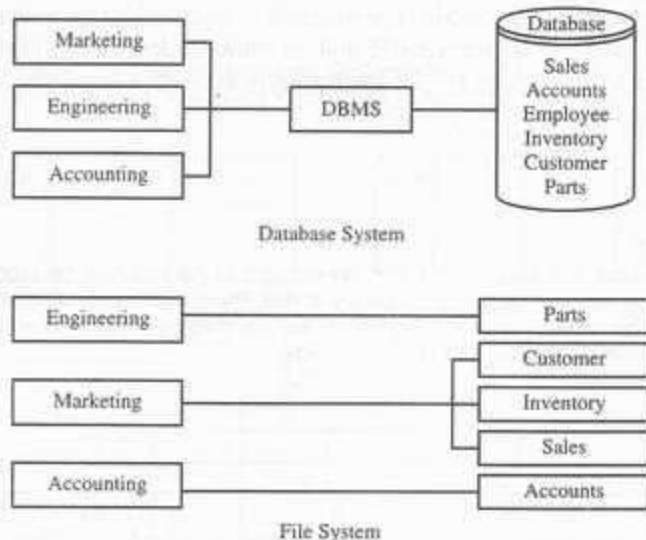 Marketing
Engineering
Accounting
DBMS
Database
Sales
Accounts
Employee
Inventory
Customer
Parts
Database System
Engineering
Marketing
Accounting
Parts
Customer
Inventory
Sales
Accounts
File System